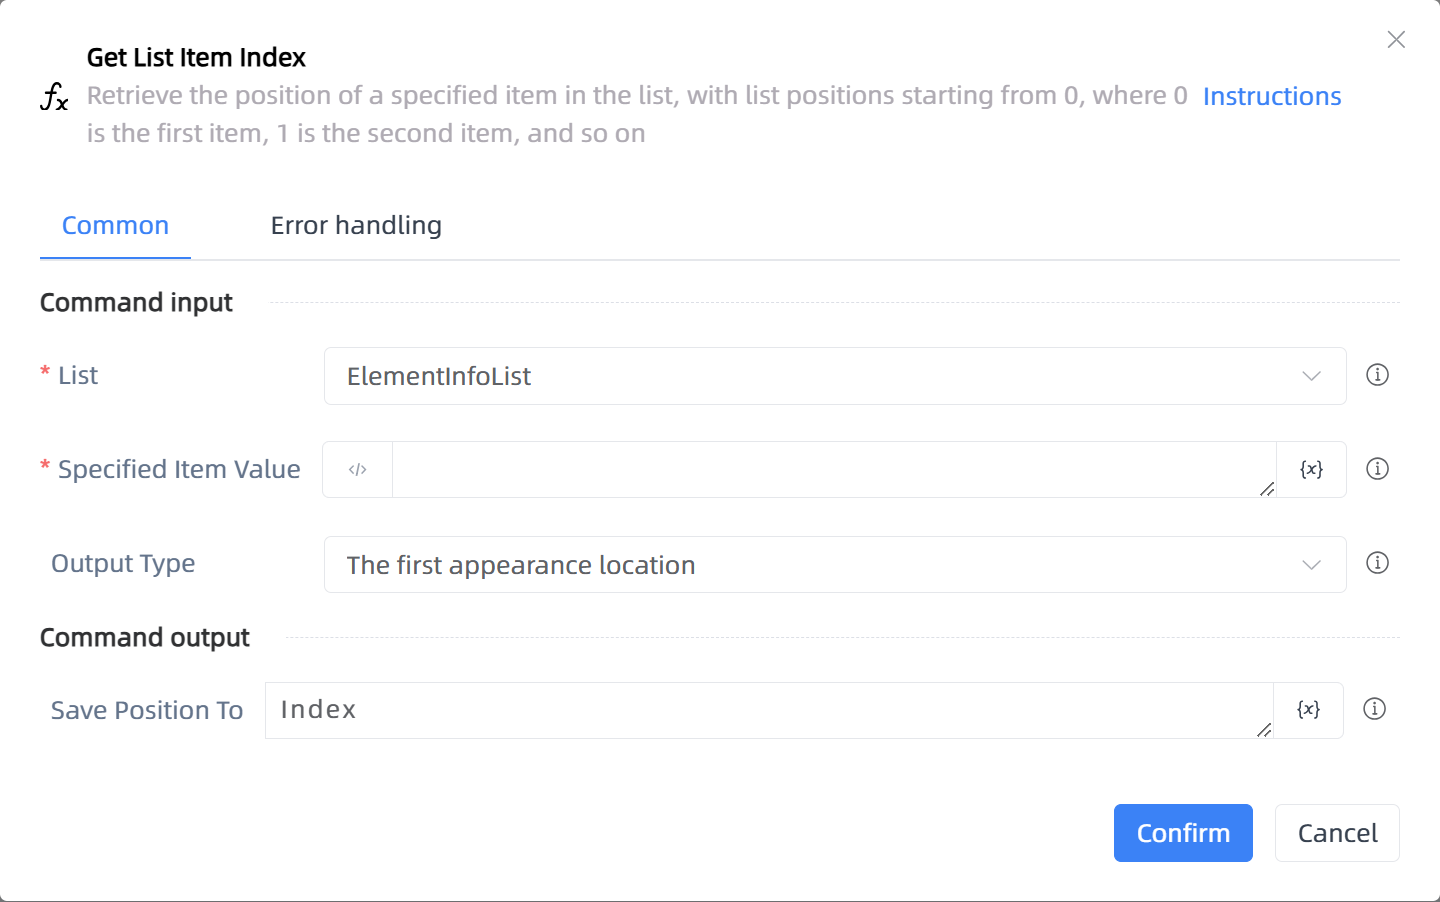 Get List Item Index
Retrieve the position of a specified item in the list, with list positions starting from 0, where 0
is the first item, 1 is the second item, and so on
Instructions
Common
Error handling
Command input
* List
ElementInfoList
* Specified Item Value
</>
{x}
Output Type
The first appearance location
Command output
Save Position To
Index
{x}
Confirm
Cancel